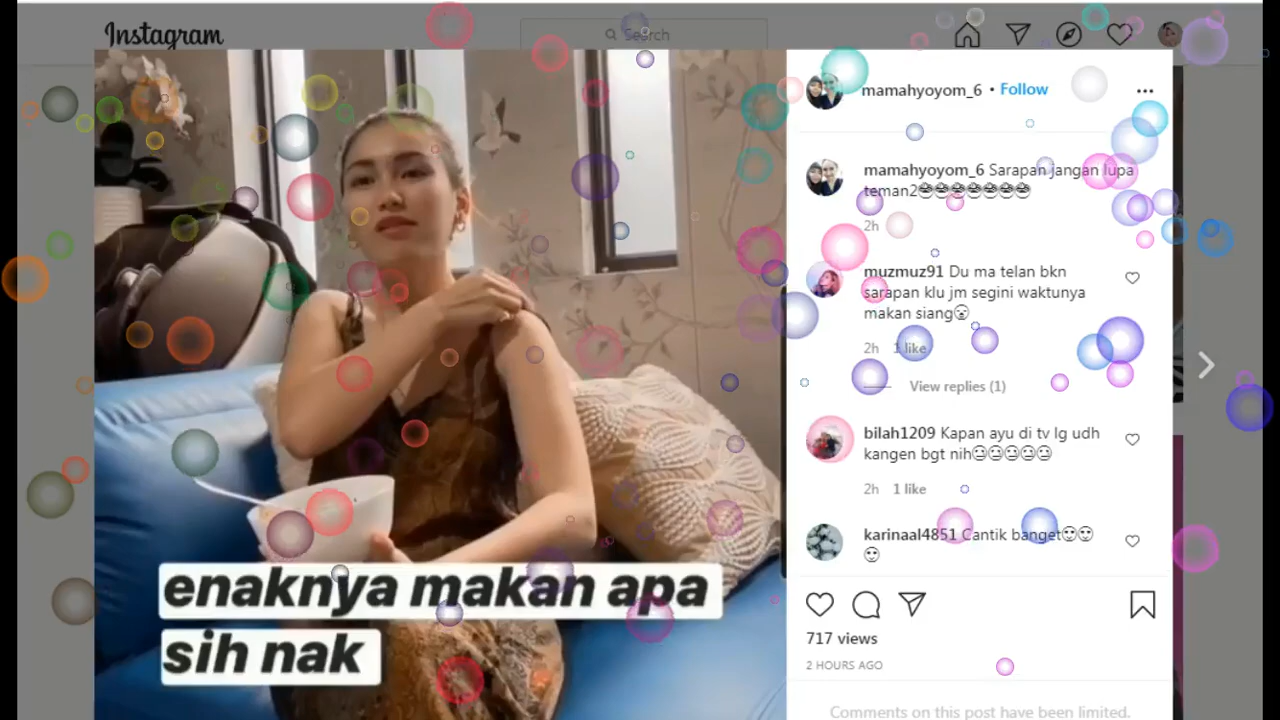 Instagram
Search
enaknya makan apa
sih nak
mamahyoyom_6 • Follow
mamahyoyom_6 Sarapan jangan lupa
teman2😂😂😂😂😂😂😂
2h
muzmuz91 Du ma telan bkn
sarapan klu jm segini waktunya
makan siang
2h 1 like
View replies (1)
bilah1209 Kapan ayu di tv lg udh
kangen bgt nih
2h 1 like
karinaal4851 Cantik banget
717 views
2 HOURS AGO
Comments on this post have been limited.